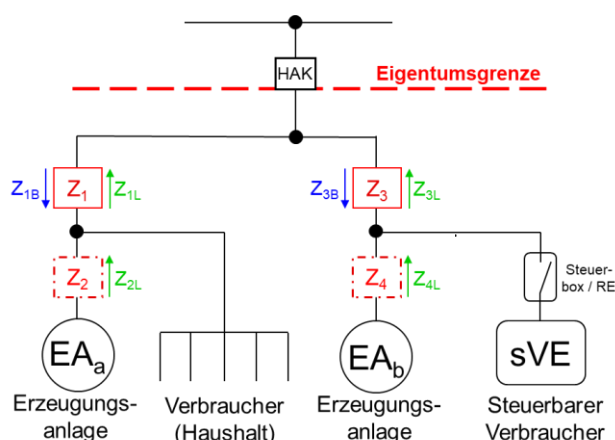 HAK
Eigentumsgrenze
Z1B
Z1
Z1L
Z3B
Z3
Z3L
Z2
Z2L
Z4
Z4L
Steuer-
box / RE
EAa
EAb
sVE
Erzeugungs-
anlage
Verbraucher
(Haushalt)
Erzeugungs-
anlage
Steuerbarer
Verbraucher